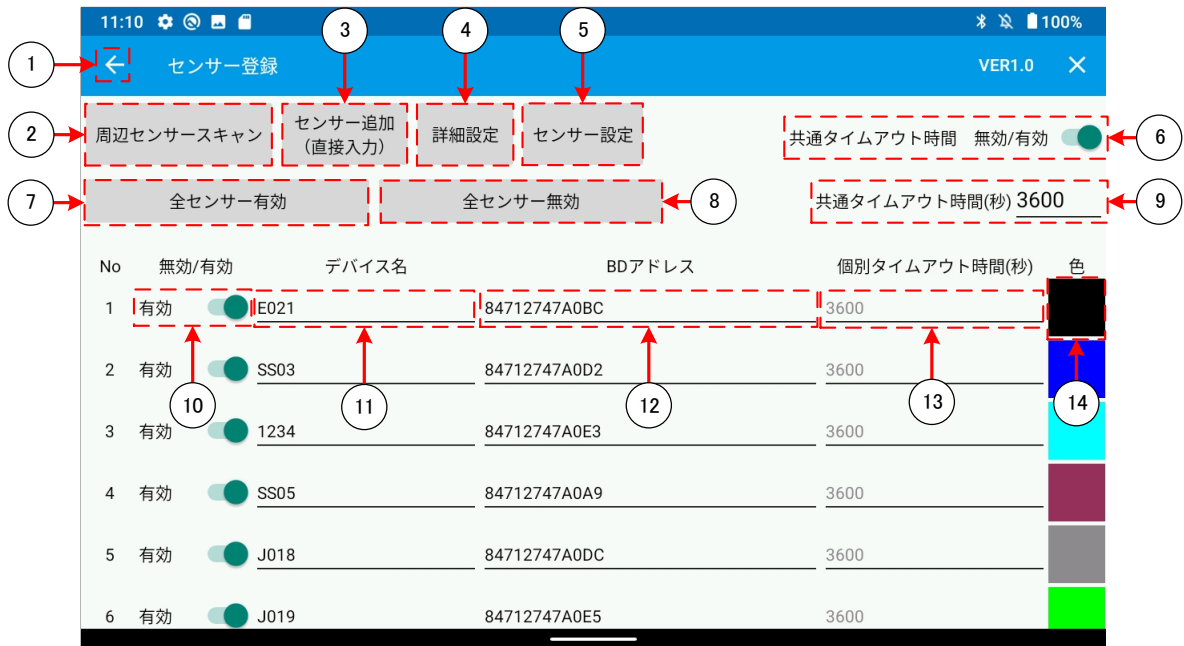 11:10 100%
3 4 5
1 センサー登録 VER1.0
2 周辺センサースキャン センサー追加 詳細設定 センサー設定 共通タイムアウト時間 無効/有効 6
(直接入力)
7 全センサー有効 全センサー無効 8 共通タイムアウト時間(秒) 3600 9
No 無効/有効 デバイス名 BDアドレス 個別タイムアウト時間(秒) 色
1 有効 E021 84712747A0BC 3600
2 有効 SS03 84712747A0D2 3600
10 11 12 13 14
3 有効 1234 84712747A0E3 3600
4 有効 SS05 84712747A0A9 3600
5 有効 J018 84712747A0DC 3600
6 有効 J019 84712747A0E5 3600